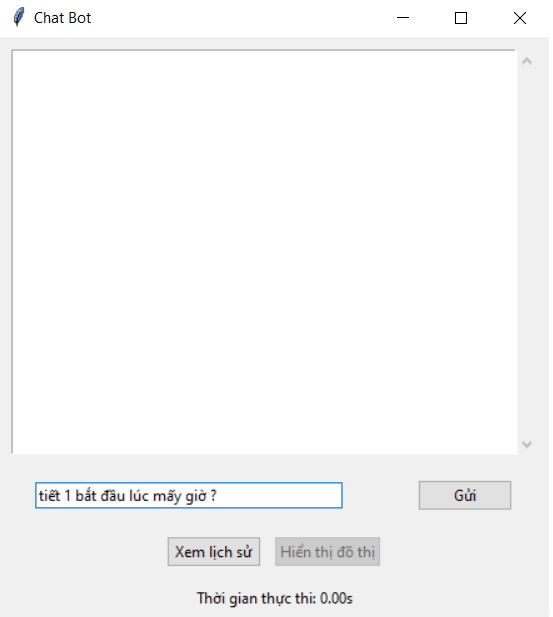 Chat Bot
tiết 1 bắt đầu lúc mấy giờ ?
Gửi
Xem lịch sử
Hiển thị đồ thị
Thời gian thực thi: 0.00s